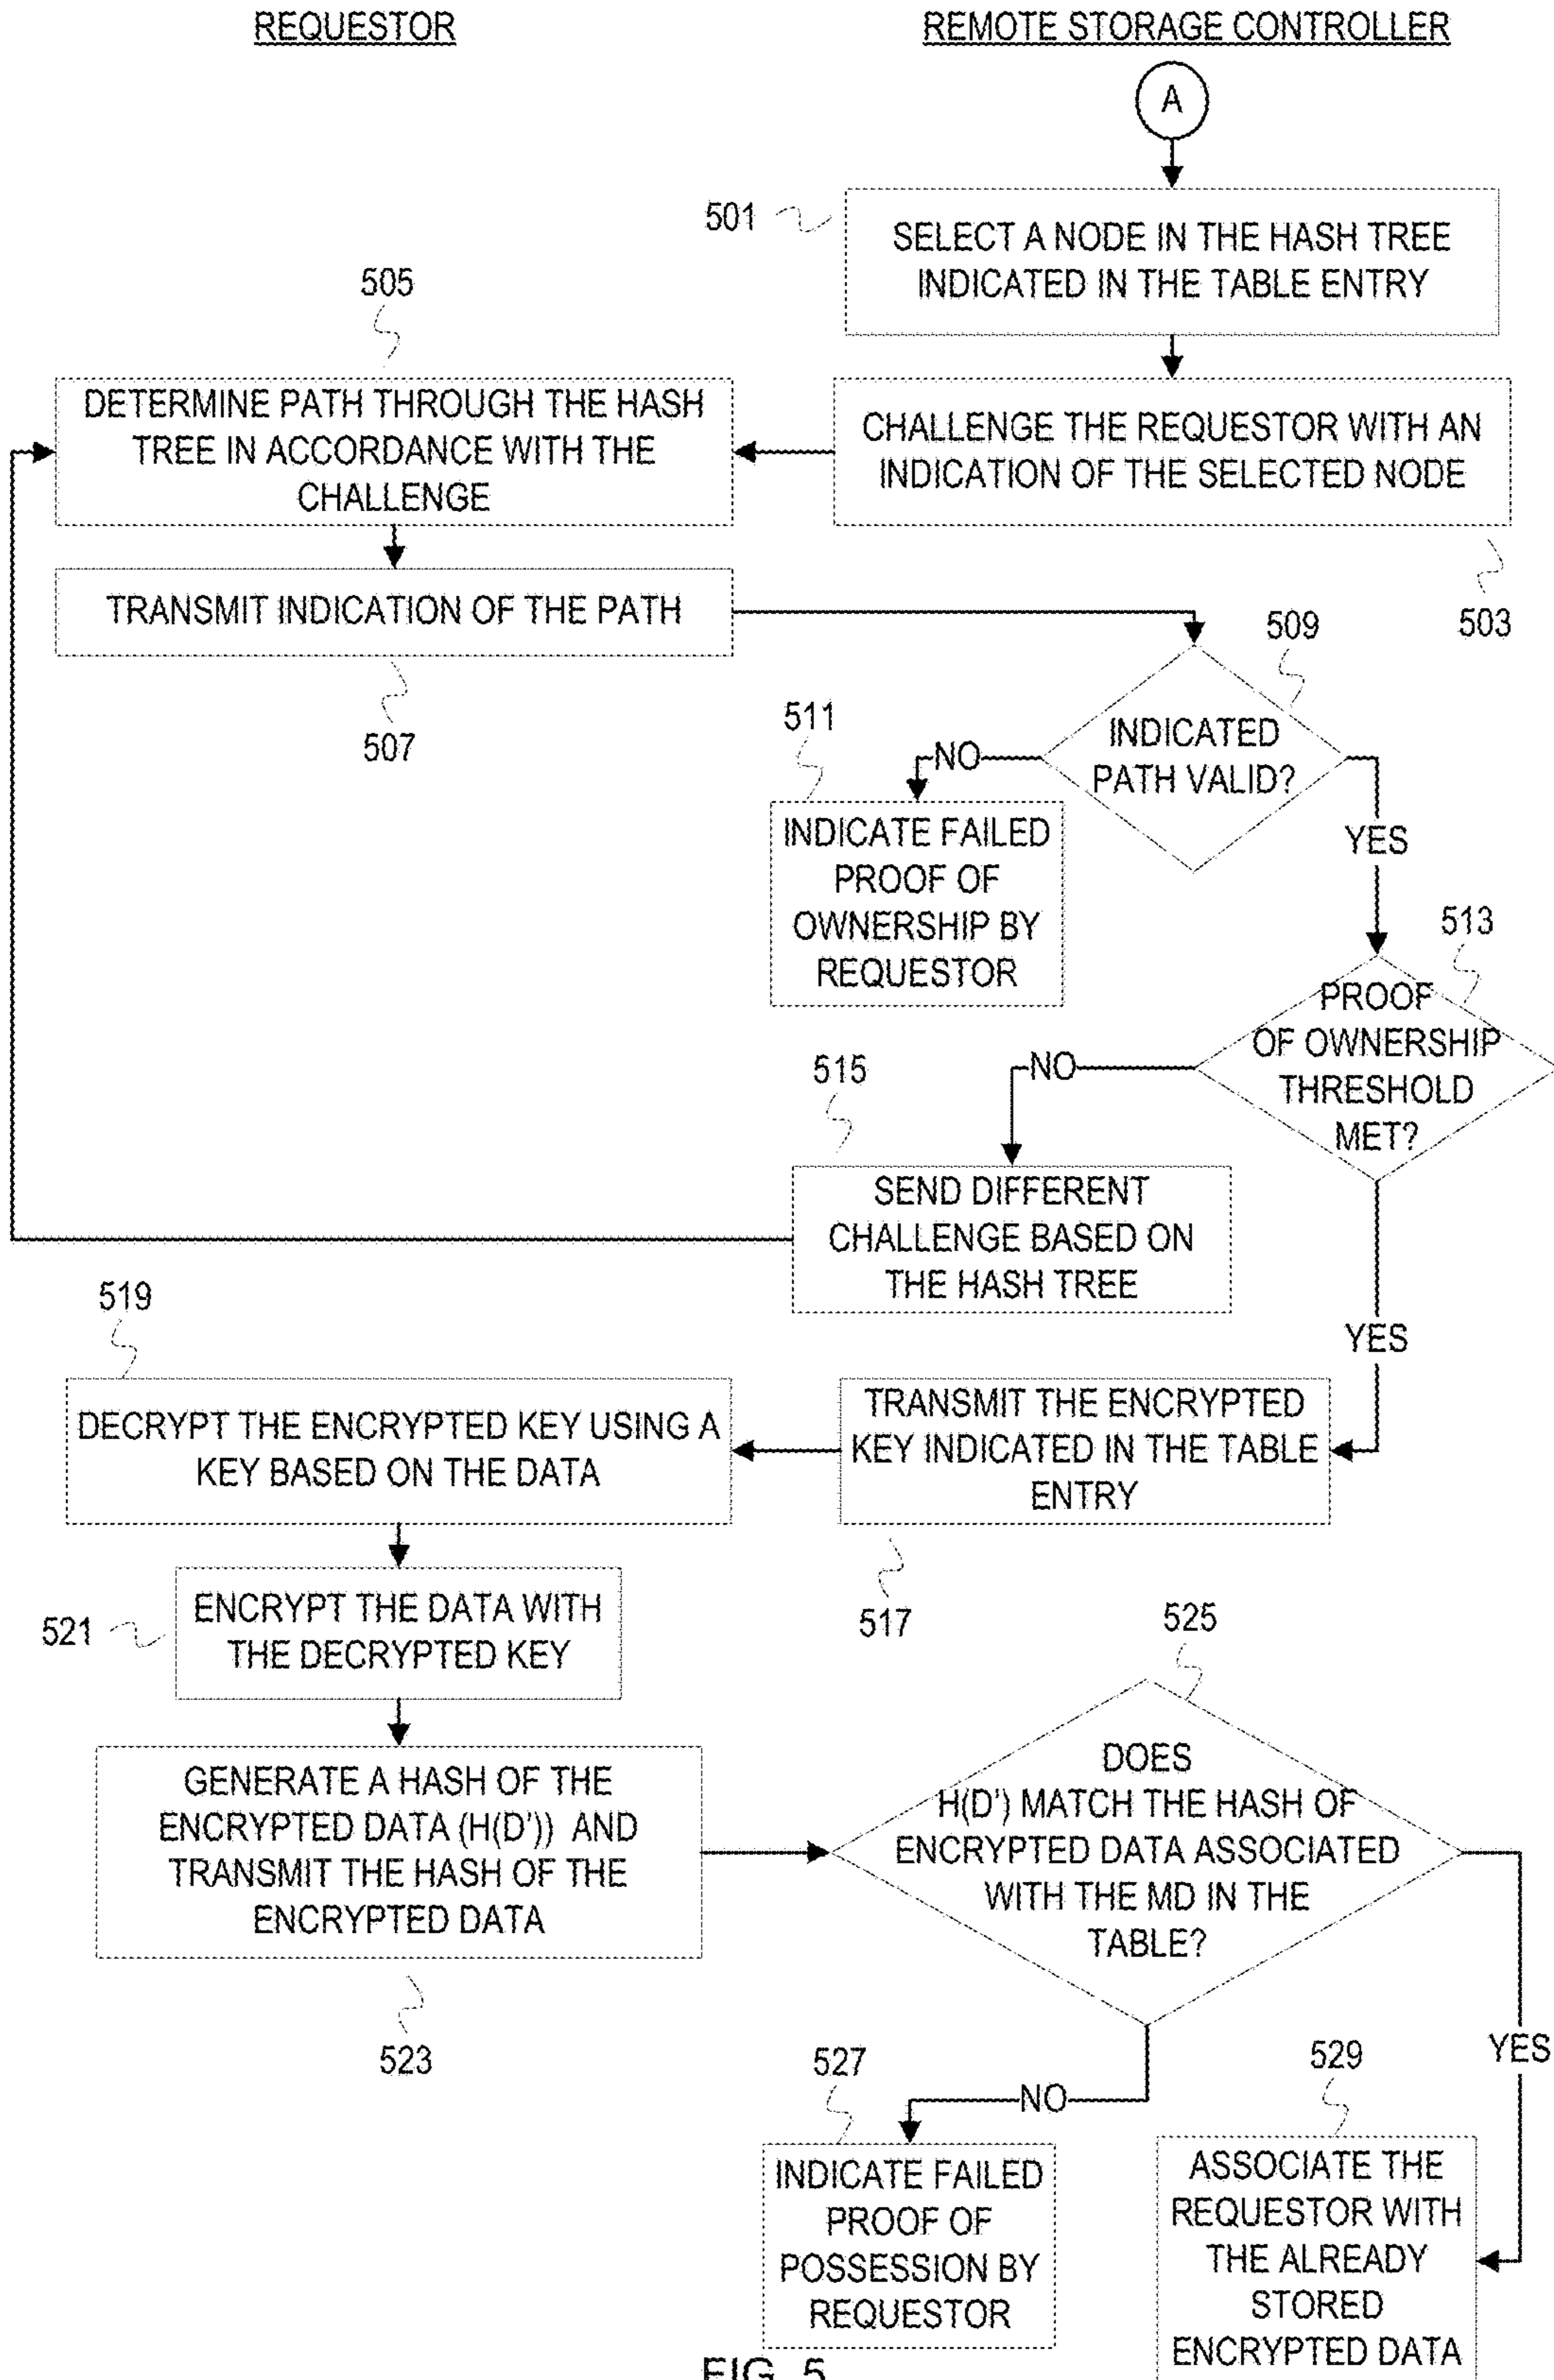 REQUESTOR
REMOTE STORAGE CONTROLLER
A
501
SELECT A NODE IN THE HASH TREE
INDICATED IN THE TABLE ENTRY
505
DETERMINE PATH THROUGH THE HASH
TREE IN ACCORDANCE WITH THE
CHALLENGE
CHALLENGE THE REQUESTOR WITH AN
INDICATION OF THE SELECTED NODE
503
TRANSMIT INDICATION OF THE PATH
507
509
INDICATED
PATH VALID?
NO
YES
511
INDICATE FAILED
PROOF OF
OWNERSHIP BY
REQUESTOR
513
PROOF
OF OWNERSHIP
THRESHOLD
MET?
NO
YES
515
SEND DIFFERENT
CHALLENGE BASED ON
THE HASH TREE
519
DECRYPT THE ENCRYPTED KEY USING A
KEY BASED ON THE DATA
TRANSMIT THE ENCRYPTED
KEY INDICATED IN THE TABLE
ENTRY
517
521
ENCRYPT THE DATA WITH
THE DECRYPTED KEY
525
GENERATE A HASH OF THE
ENCRYPTED DATA (H(D')) AND
TRANSMIT THE HASH OF THE
ENCRYPTED DATA
523
DOES
H(D') MATCH THE HASH OF
ENCRYPTED DATA ASSOCIATED
WITH THE MD IN THE
TABLE?
NO
YES
527
INDICATE FAILED
PROOF OF
POSSESSION BY
REQUESTOR
529
ASSOCIATE THE
REQUESTOR WITH
THE ALREADY
STORED
ENCRYPTED DATA
FIG. 5